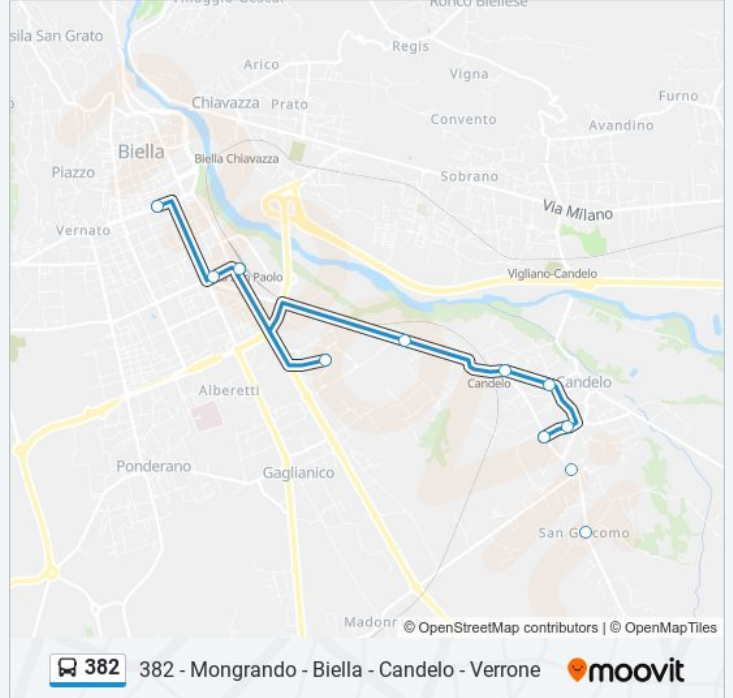 Ronco Biellese
sila San Grato
Regis
Arico
Vigna
Furno
Chiavazza
Prato
Convento
Avandino
Biella
Biella Chiavazza
Piazzo
Sobrano
Via Milano
Vernato
Vigliano-Candelo
Paolo
Candelo
Candelo
Alberetti
Ponderano
Gaglianico
San G como
Madonr
© OpenStreetMap contributors | © OpenMapTiles
382
382 - Mongrando - Biella - Candelo - Verrone
moovit